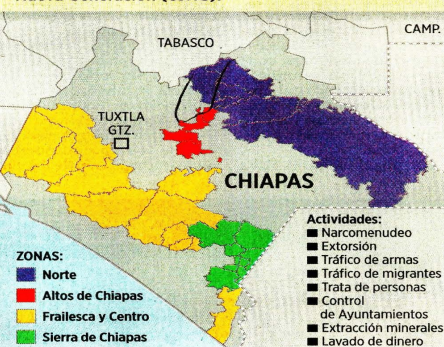 TABASCO
CAMP.
TUXTLA
GTZ.
CHIAPAS
ZONAS:
Norte
Altos de Chiapas
Frailesca y Centro
Sierra de Chiapas
Actividades:
Narcomenudeo
Extorsión
Tráfico de armas
Tráfico de migrantes
Trata de personas
Control
de Ayuntamientos
Extracción minerales
Lavado de dinero